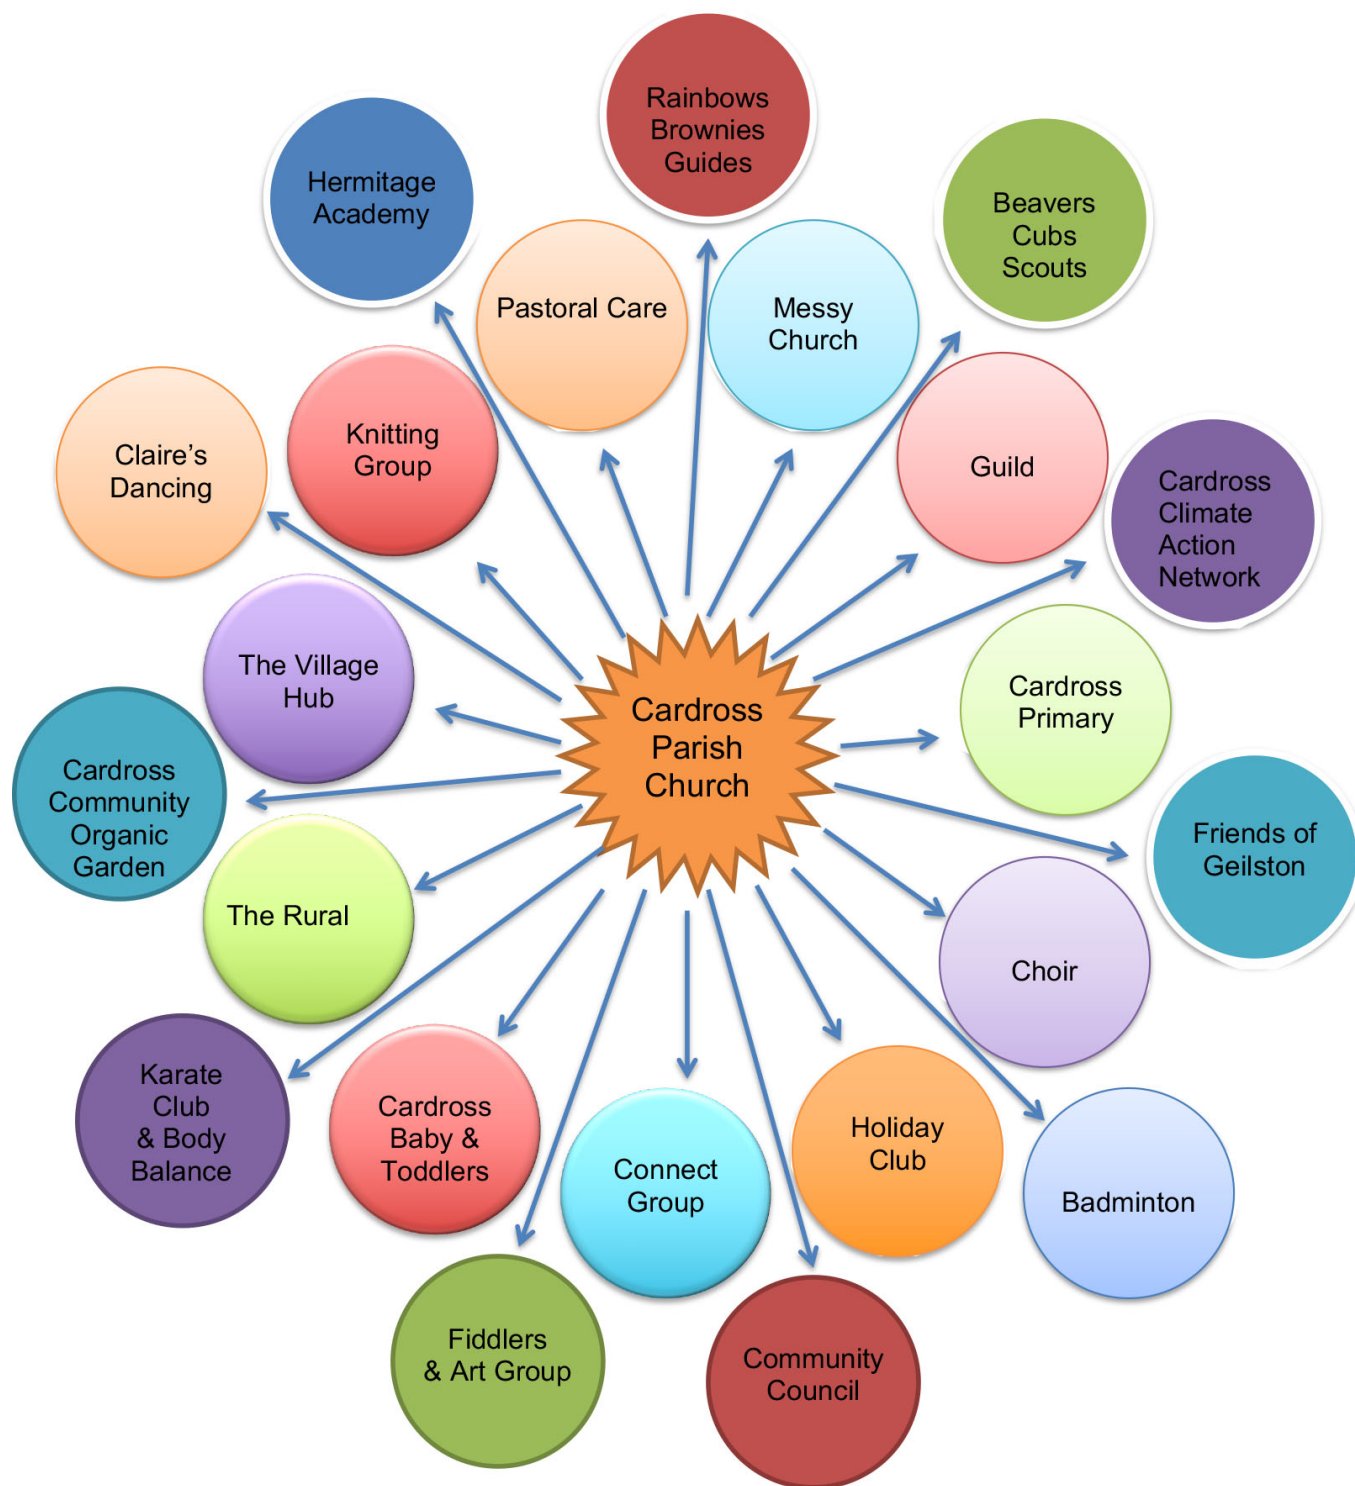 Rainbows
Brownies
Guides
Hermitage
Academy
Beavers
Cubs
Scouts
Pastoral Care
Messy
Church
Knitting
Group
Claire's
Dancing
Guild
Cardross
Climate
Action
Network
The Village
Hub
Cardross
Parish
Church
Cardross
Primary
Cardross
Community
Organic
Garden
Friends of
Geilston
The Rural
Choir
Karate
Club
& Body
Balance
Cardross
Baby &
Toddlers
Connect
Group
Holiday
Club
Badminton
Fiddlers
& Art Group
Community
Council